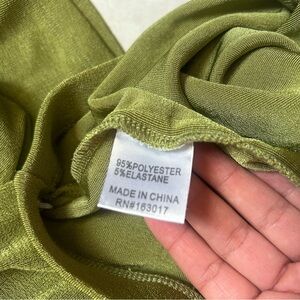 95%POLYESTER
5%ELASTANE
MADE IN CHINA
RN#163017